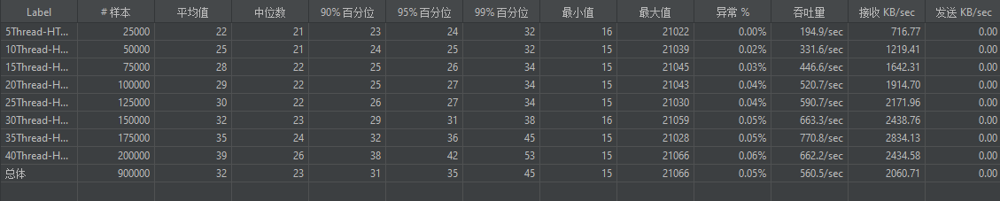 Label # 样本 平均值 中位数 90% 百分位 95% 百分位 99% 百分位 最小值 最大值 异常 % 吞吐量 接收 KB/sec 发送 KB/sec
5Thread-HT... 25000 22 21 23 24 32 16 21022 0.00% 194.9/sec 716.77 0.00
10Thread-H... 50000 25 21 24 25 32 15 21039 0.02% 331.6/sec 1219.41 0.00
15Thread-H... 75000 28 22 25 26 34 15 21045 0.03% 446.6/sec 1642.31 0.00
20Thread-H... 100000 29 22 25 27 34 15 21043 0.04% 520.7/sec 1914.70 0.00
25Thread-H... 125000 30 22 26 27 34 15 21030 0.04% 590.7/sec 2171.96 0.00
30Thread-H... 150000 32 23 29 31 38 16 21059 0.05% 663.3/sec 2438.76 0.00
35Thread-H... 175000 35 24 32 36 45 15 21028 0.05% 770.8/sec 2834.13 0.00
40Thread-H... 200000 39 26 38 42 53 15 21066 0.06% 662.2/sec 2434.58 0.00
总体 900000 32 23 31 35 45 15 21066 0.05% 560.5/sec 2060.71 0.00